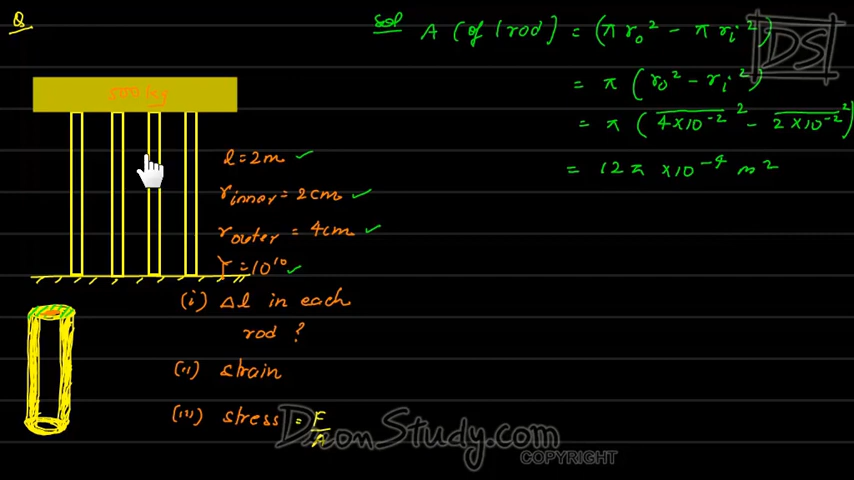 Q
500 kg
l = 2m ✓
r inner = 2cm ✓
r outer = 4cm ✓
Y = 10^10 ✓
(i) Δl in each
rod ?
(ii) strain
(iii) stress = F/A
Sol A (of 1 rod) = (π r₀² - π rᵢ²)
= π (r₀² - rᵢ²)
= π (4×10⁻²² - 2×10⁻²²)
= 12π × 10⁻⁴ m²
DS
DronStudy.com
COPYRIGHT